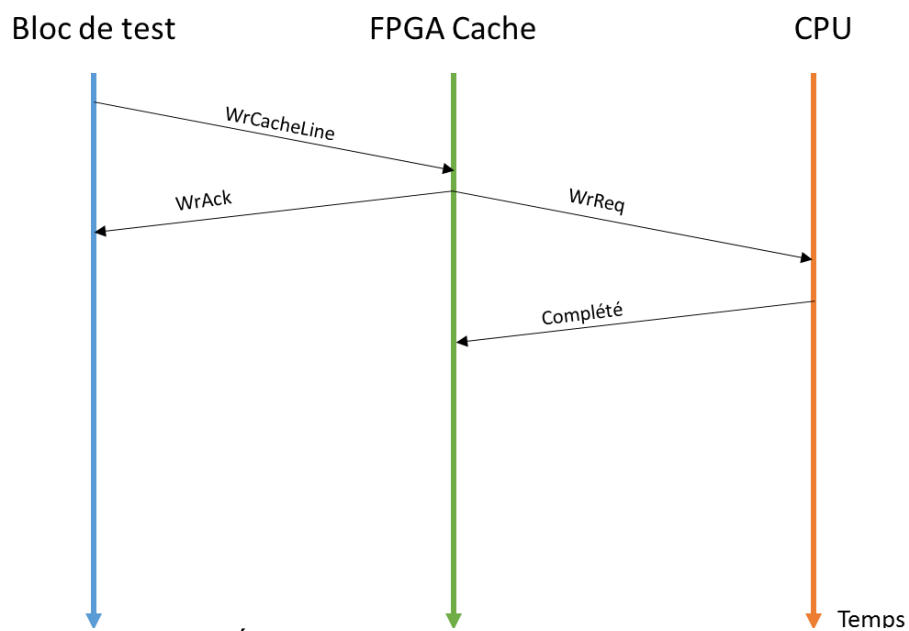 Bloc de test
FPGA Cache
CPU
WrCacheLine
WrAck
WrReq
Complété
Temps